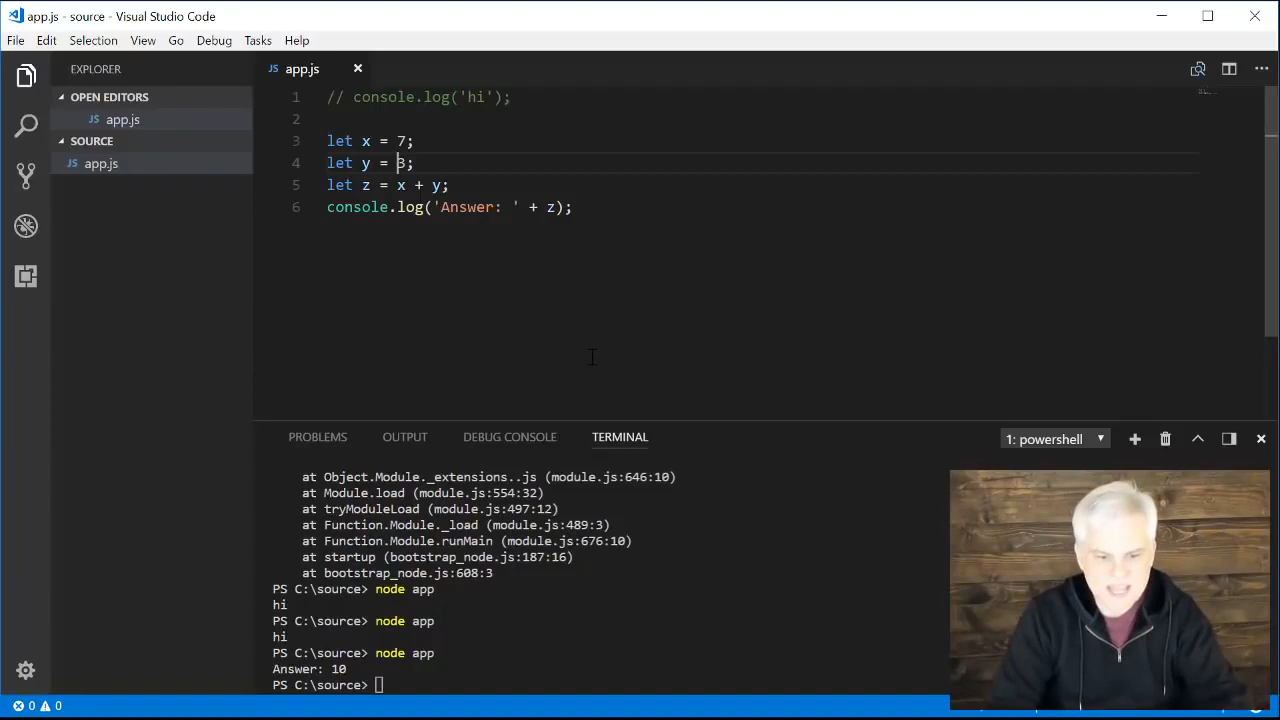 app.js - source - Visual Studio Code
File Edit Selection View Go Debug Tasks Help
EXPLORER
OPEN EDITORS
JS app.js
SOURCE
JS app.js
JS app.js
1 // console.log('hi');
2
3 let x = 7;
4 let y = 3;
5 let z = x + y;
6 console.log('Answer: ' + z);
PROBLEMS OUTPUT DEBUG CONSOLE TERMINAL
1: powershell
at Object.Module._extensions..js (module.js:646:10)
at Module.load (module.js:554:32)
at tryModuleLoad (module.js:497:12)
at Function.Module._load (module.js:489:3)
at Function.Module.runMain (module.js:676:10)
at startup (bootstrap_node.js:187:16)
at bootstrap_node.js:608:3
PS C:\source> node app
hi
PS C:\source> node app
hi
PS C:\source> node app
Answer: 10
PS C:\source>
0 0